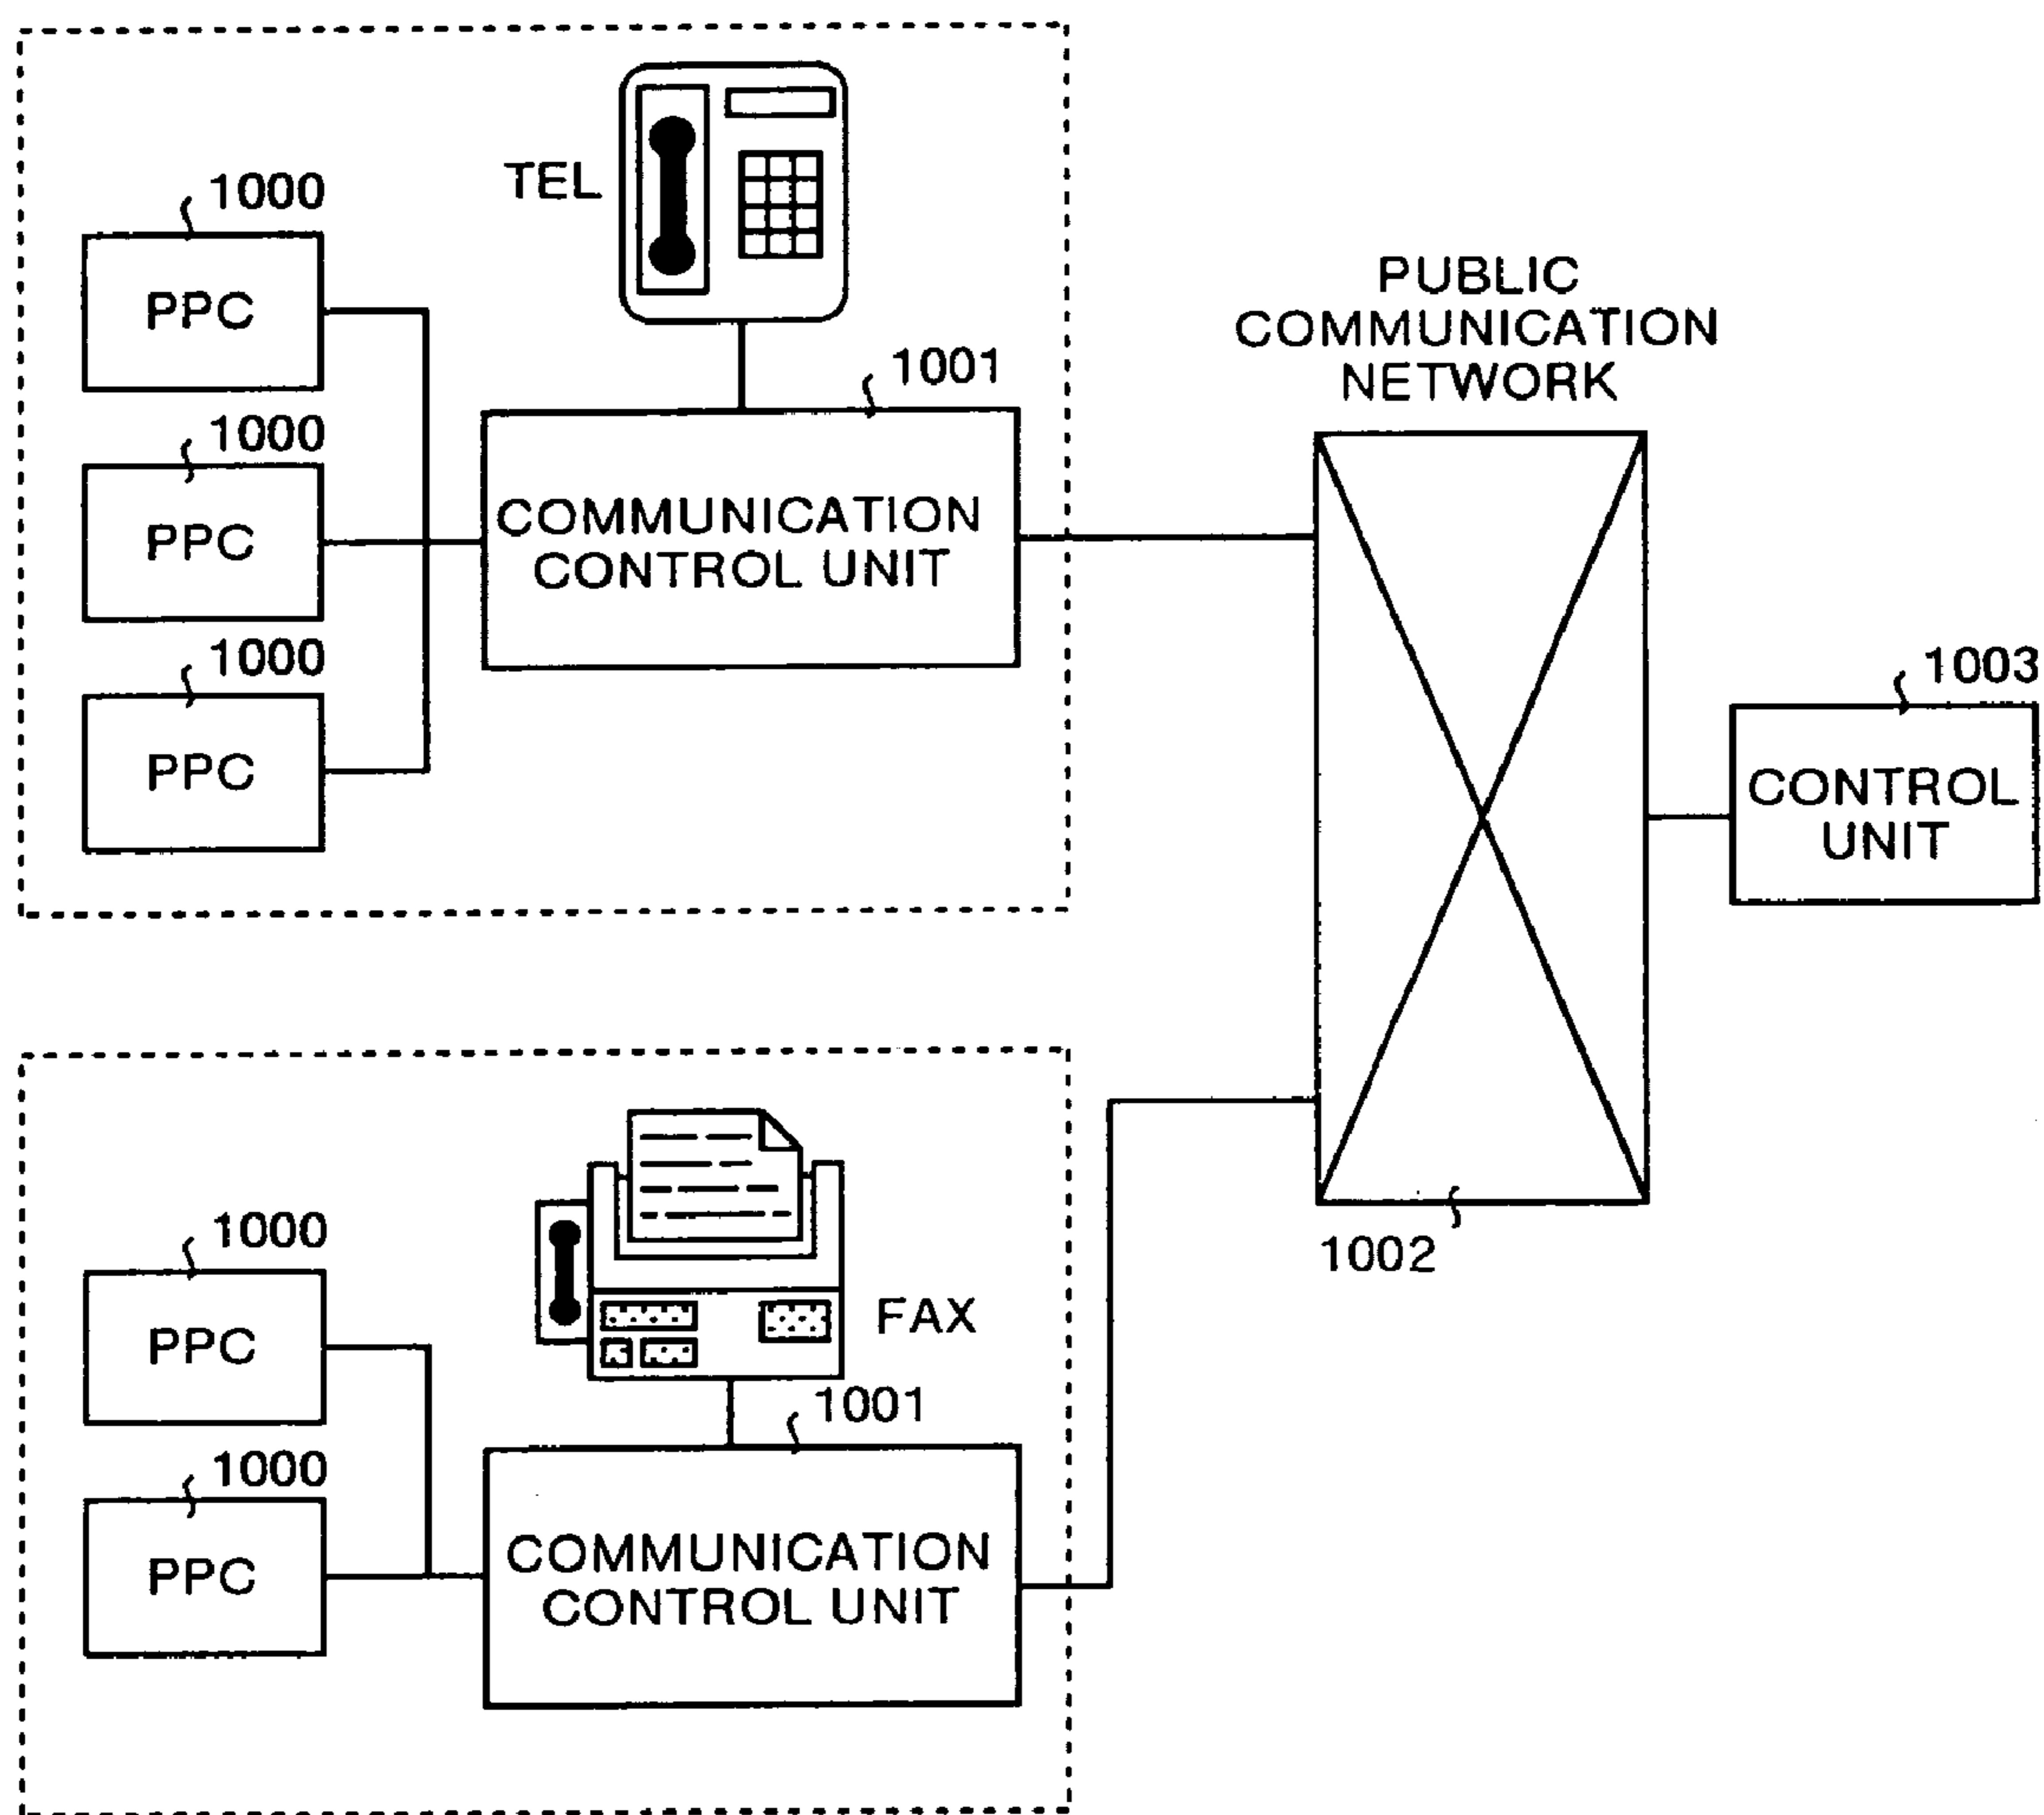 1000
PPC
1000
PPC
1000
PPC
TEL
1001
COMMUNICATION
CONTROL UNIT
PUBLIC
COMMUNICATION
NETWORK
1002
1003
CONTROL
UNIT
1000
PPC
1000
PPC
FAX
1001
COMMUNICATION
CONTROL UNIT